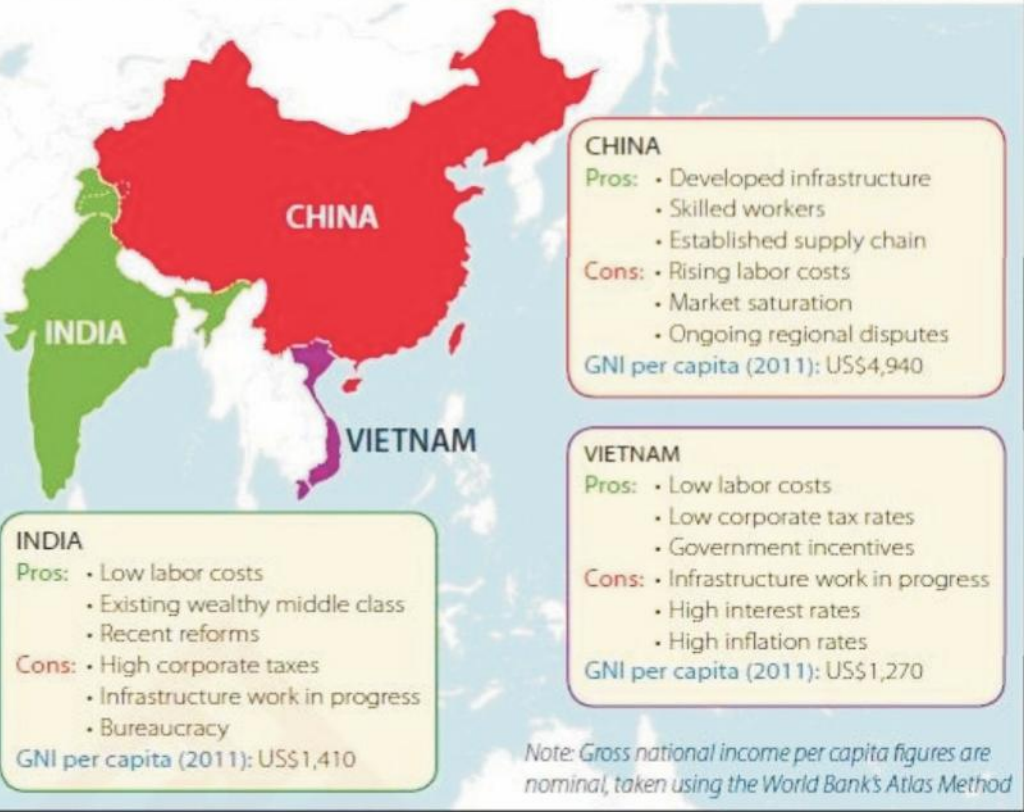 CHINA
INDIA
VIETNAM
CHINA
Pros: • Developed infrastructure
• Skilled workers
• Established supply chain
Cons: • Rising labor costs
• Market saturation
• Ongoing regional disputes
GNI per capita (2011): US$4,940
VIETNAM
Pros: • Low labor costs
• Low corporate tax rates
• Government incentives
Cons: • Infrastructure work in progress
• High interest rates
• High inflation rates
GNI per capita (2011): US$1,270
INDIA
Pros: • Low labor costs
• Existing wealthy middle class
• Recent reforms
Cons: • High corporate taxes
• Infrastructure work in progress
• Bureaucracy
GNI per capita (2011): US$1,410
Note: Gross national income per capita figures are
nominal, taken using the World Bank's Atlas Method